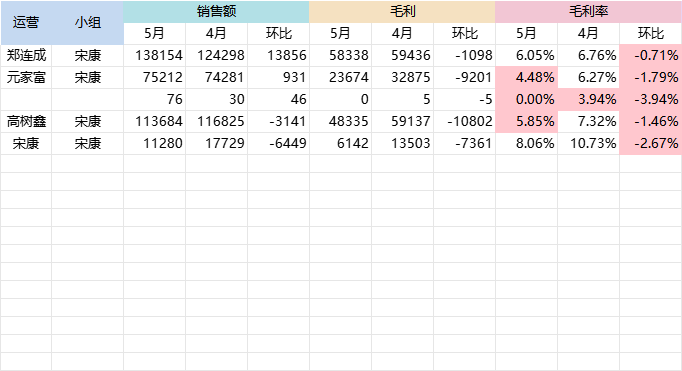 运营 小组 销售额 毛利 毛利率
5月 4月 环比 5月 4月 环比 5月 4月 环比
郑连成 宋康 138154 124298 13856 58338 59436 -1098 6.05% 6.76% -0.71%
元家富 宋康 75212 74281 931 23674 32875 -9201 4.48% 6.27% -1.79%
76 30 46 0 5 -5 0.00% 3.94% -3.94%
高树鑫 宋康 113684 116825 -3141 48335 59137 -10802 5.85% 7.32% -1.46%
宋康 宋康 11280 17729 -6449 6142 13503 -7361 8.06% 10.73% -2.67%